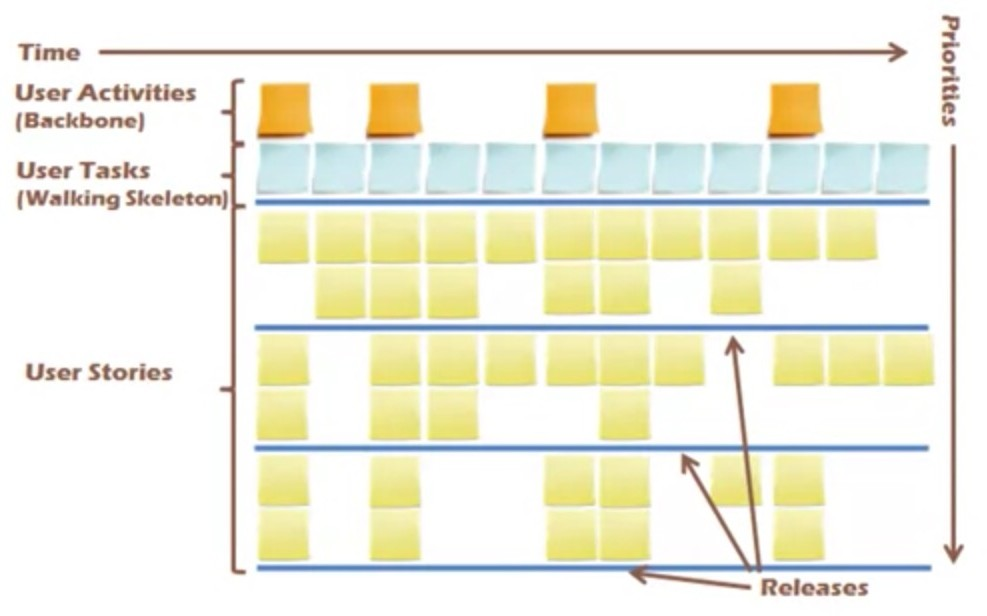 Time
Priorities
User Activities
(Backbone)
User Tasks
(Walking Skeleton)
User Stories
Releases